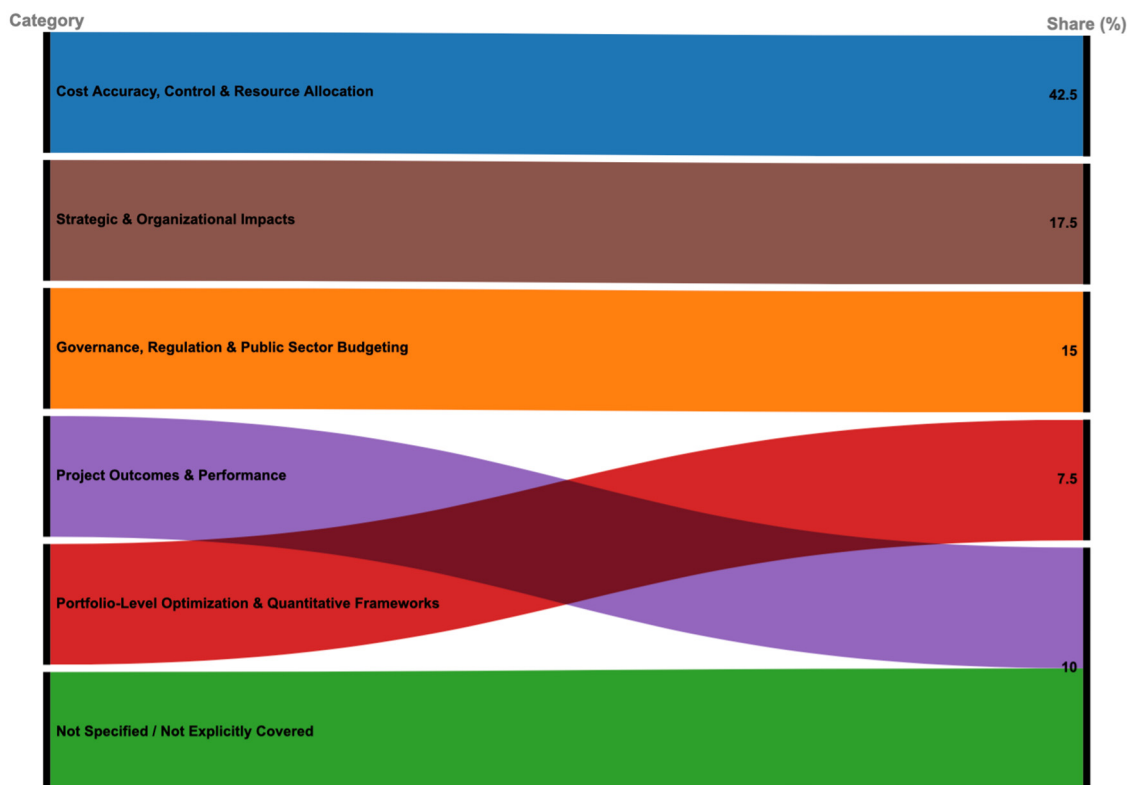 Category
Share (%)
Cost Accuracy, Control & Resource Allocation
42.5
Strategic & Organizational Impacts
17.5
Governance, Regulation & Public Sector Budgeting
15
Project Outcomes & Performance
7.5
Portfolio-Level Optimization & Quantitative Frameworks
10
Not Specified / Not Explicitly Covered